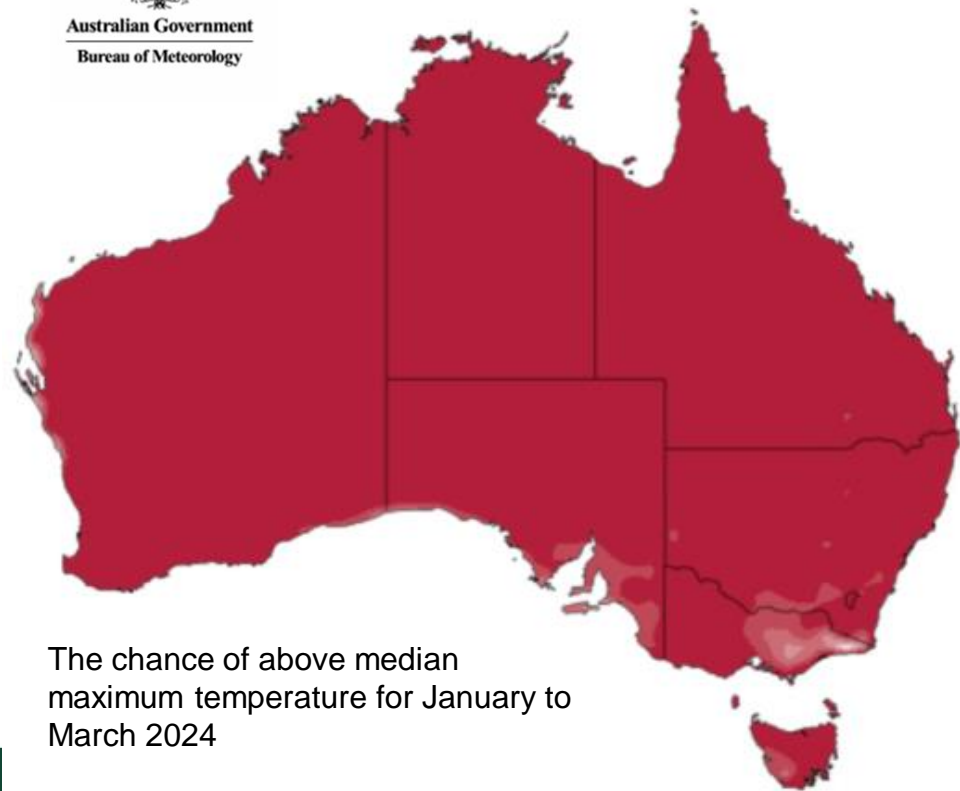 Australian Government
Bureau of Meteorology
The chance of above median
maximum temperature for January to
March 2024